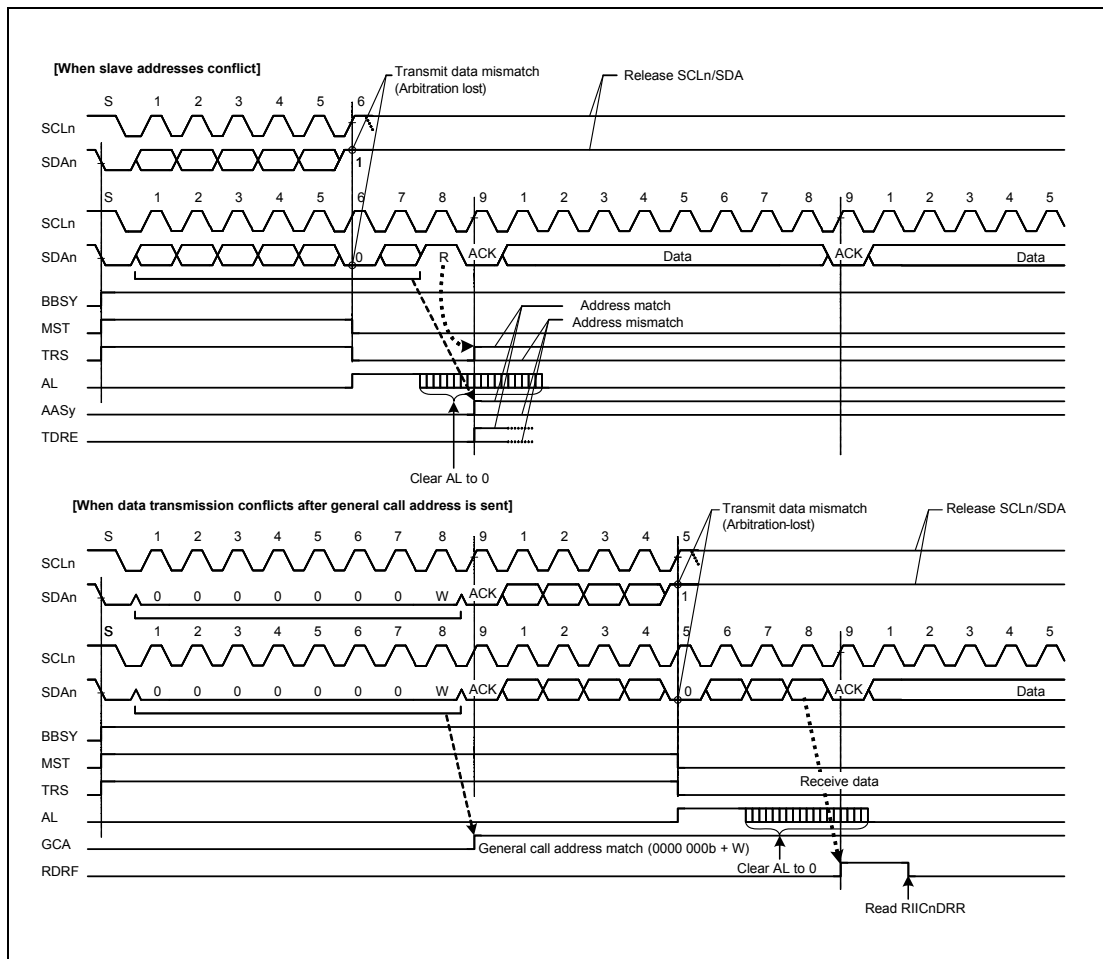 [When slave addresses conflict]
Transmit data mismatch
(Arbitration lost)
Release SCLn/SDA
S 1 2 3 4 5 6
SCLn
SDAn 1
S 1 2 3 4 5 6 7 8 9 1 2 3 4 5 6 7 8 9 1 2 3 4 5
SCLn
SDAn 0 R ACK Data ACK Data
BBSY
Address match
MST
Address mismatch
TRS
AL
AASy
TDRE
Clear AL to 0
[When data transmission conflicts after general call address is sent]
Transmit data mismatch
(Arbitration-lost)
Release SCLn/SDA
S 1 2 3 4 5 6 7 8 9 1 2 3 4 5
SCLn
SDAn 0 0 0 0 0 0 0 W ACK 1
S 1 2 3 4 5 6 7 8 9 1 2 3 4 5 6 7 8 9 1 2 3 4 5
SCLn
SDAn 0 0 0 0 0 0 0 W ACK 0 ACK Data
BBSY
MST
Receive data
TRS
AL
GCA
General call address match (0000 000b + W)
Clear AL to 0
RDRF
Read RIICnDRR